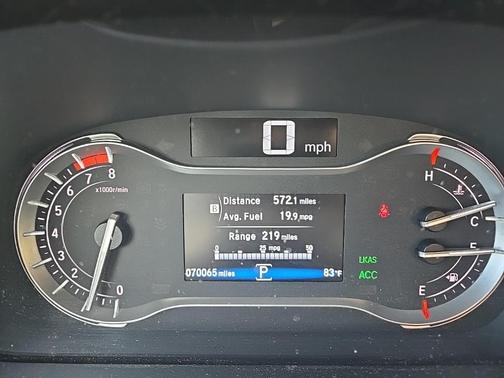 0 mph
8
7
6
5
4
3
2
1
0
x1000r/min
B Distance 572.1 miles
Avg. Fuel 19.9 mpg
Range 219 miles
0 25 mpg 50
070065 miles P 83°F
LKAS
ACC
H
C
F
E